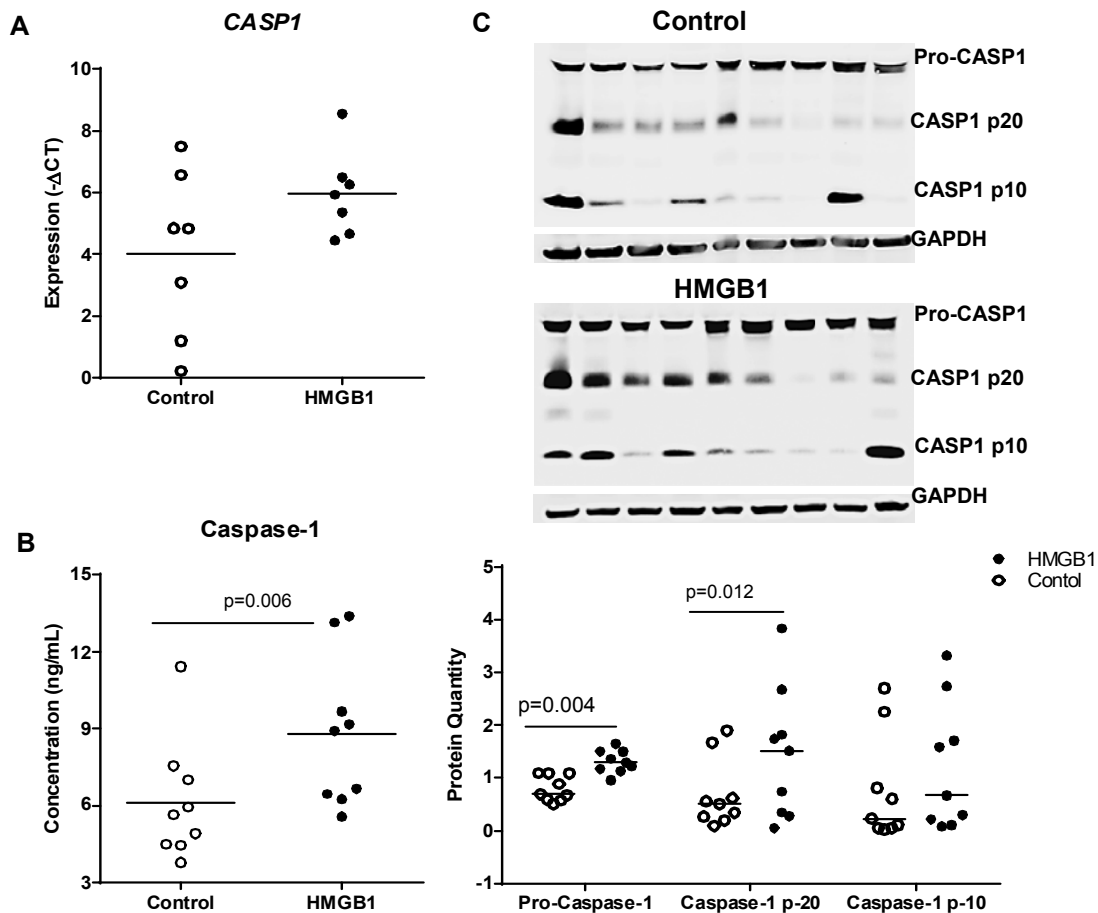 A
CASP1
Expression (-ΔCT)
10
8
6
4
2
0
Control
HMGB1
C
Control
Pro-CASP1
CASP1 p20
CASP1 p10
GAPDH
HMGB1
Pro-CASP1
CASP1 p20
CASP1 p10
GAPDH
B
Caspase-1
Concentration (ng/mL)
15
12
9
6
3
p=0.006
Control
HMGB1
HMGB1
Contol
Protein Quantity
5
4
3
2
1
0
-1
p=0.004
p=0.012
Pro-Caspase-1
Caspase-1 p-20
Caspase-1 p-10